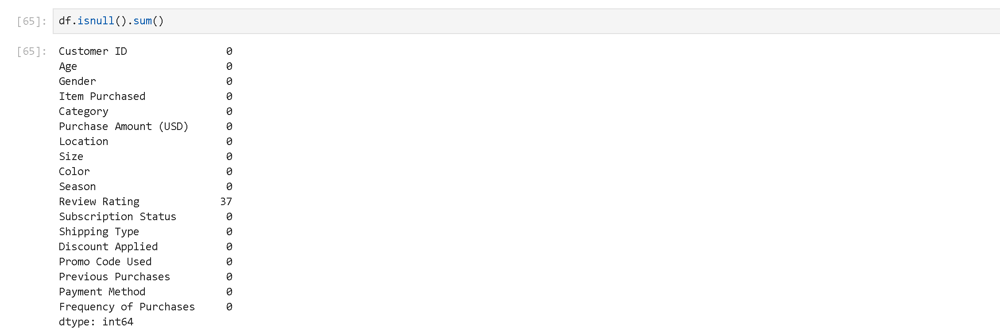 [65]: df.isnull().sum()
[65]: Customer ID 0
Age 0
Gender 0
Item Purchased 0
Category 0
Purchase Amount (USD) 0
Location 0
Size 0
Color 0
Season 0
Review Rating 37
Subscription Status 0
Shipping Type 0
Discount Applied 0
Promo Code Used 0
Previous Purchases 0
Payment Method 0
Frequency of Purchases 0
dtype: int64